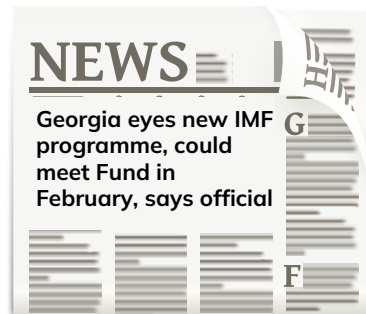 NEWS
Georgia eyes new IMF
programme, could
meet Fund in
February, says official
H
G
F